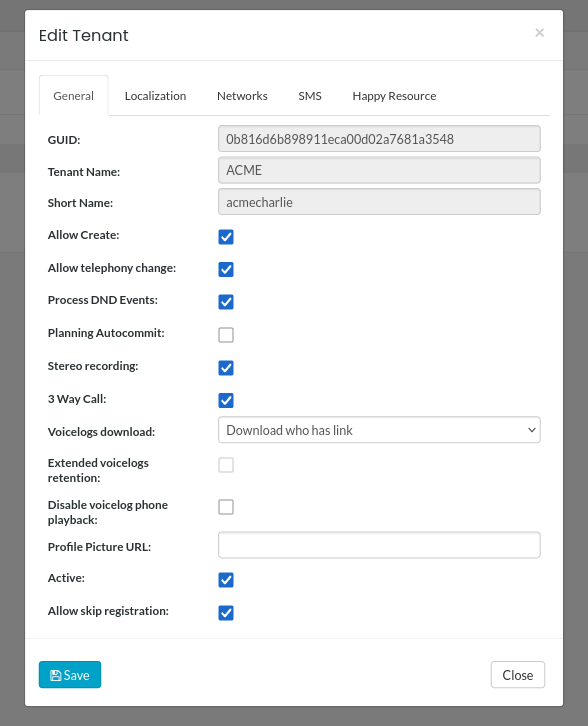 Edit Tenant ×
General Localization Networks SMS Happy Resource
GUID: 0b816d6b898911eca00d02a7681a3548
Tenant Name: ACME
Short Name: acmecharlie
Allow Create:
Allow telephony change:
Process DND Events:
Planning Autocommit:
Stereo recording:
3 Way Call:
Voicelogs download: Download who has link
Extended voicelogs
retention:
Disable voicelog phone
playback:
Profile Picture URL:
Active:
Allow skip registration:
Save Close